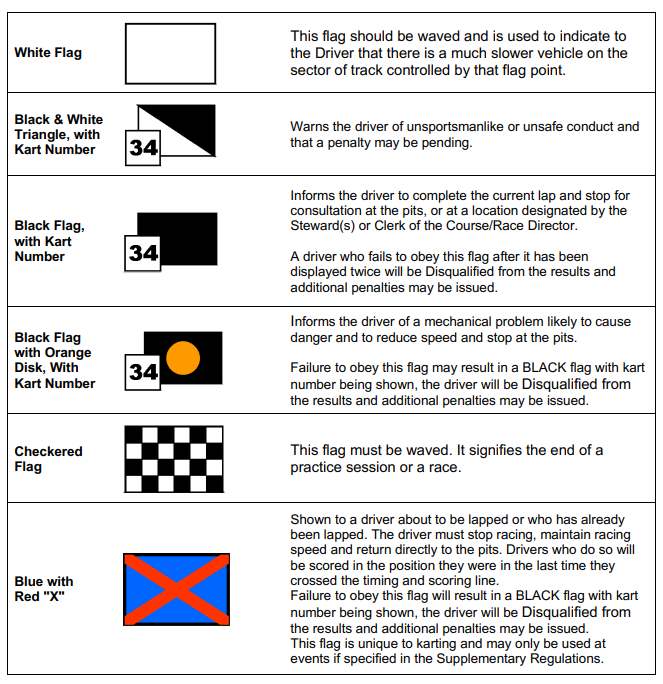 White Flag
This flag should be waved and is used to indicate to
the Driver that there is a much slower vehicle on the
sector of track controlled by that flag point.
Black & White
Triangle, with
Kart Number
34
Warns the driver of unsportsmanlike or unsafe conduct and
that a penalty may be pending.
Black Flag,
with Kart
Number
34
Informs the driver to complete the current lap and stop for
consultation at the pits, or at a location designated by the
Steward(s) or Clerk of the Course/Race Director.
A driver who fails to obey this flag after it has been
displayed twice will be Disqualified from the results and
additional penalties may be issued.
Black Flag
with Orange
Disk, With
Kart Number
34
Informs the driver of a mechanical problem likely to cause
danger and to reduce speed and stop at the pits.
Failure to obey this flag may result in a BLACK flag with kart
number being shown, the driver will be Disqualified from
the results and additional penalties may be issued.
Checkered
Flag
This flag must be waved. It signifies the end of a
practice session or a race.
Blue with
Red "X"
Shown to a driver about to be lapped or who has already
been lapped. The driver must stop racing, maintain racing
speed and return directly to the pits. Drivers who do so will
be scored in the position they were in the last time they
crossed the timing and scoring line.
Failure to obey this flag will result in a BLACK flag with kart
number being shown, the driver will be Disqualified from
the results and additional penalties may be issued.
This flag is unique to karting and may only be used at
events if specified in the Supplementary Regulations.